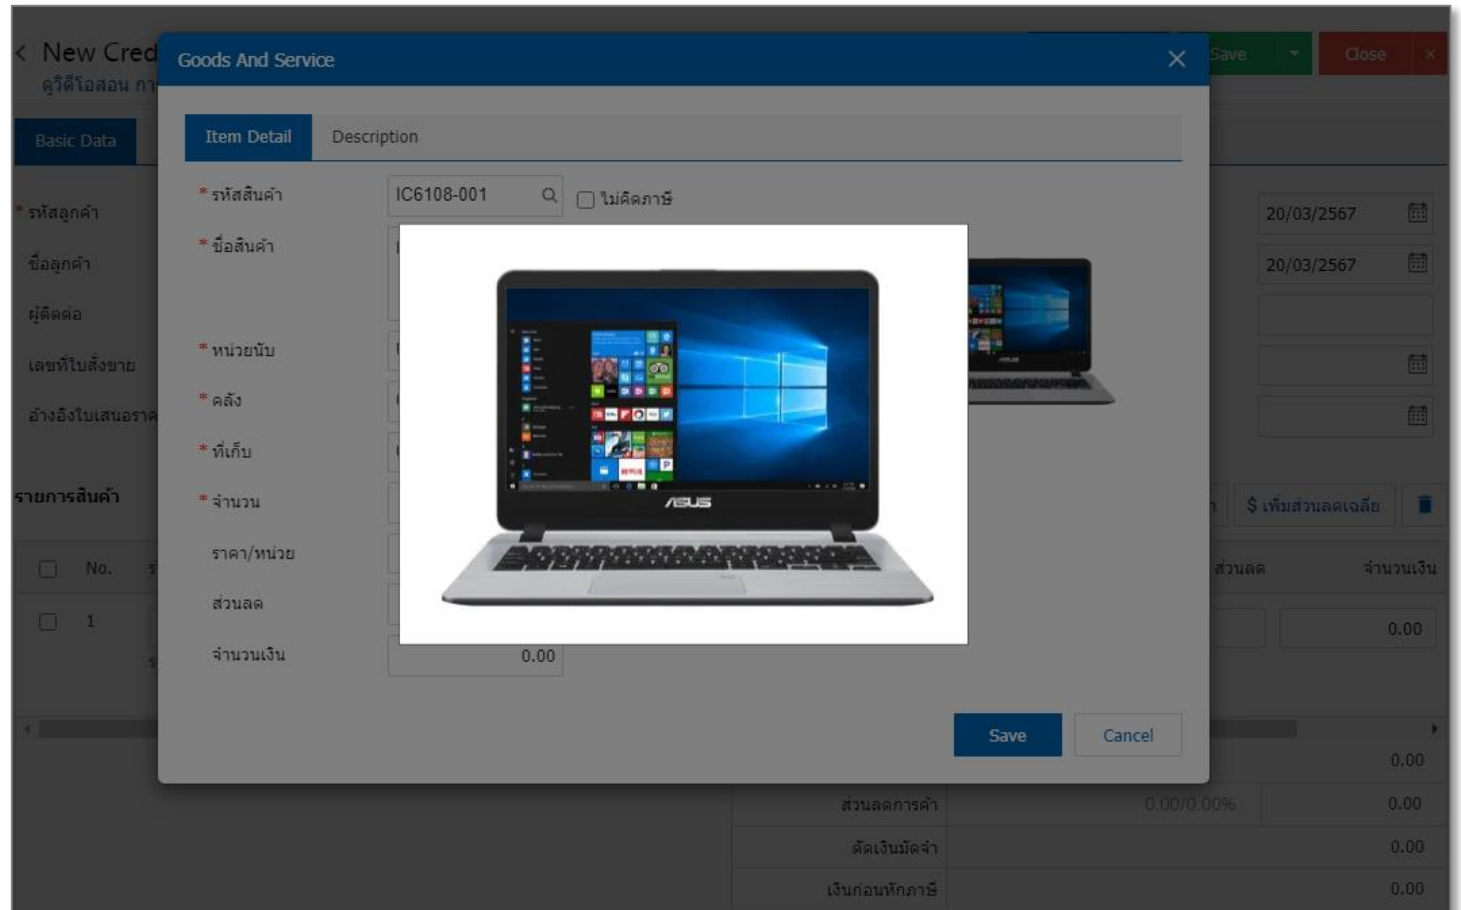 < New Cred
ดูวิดีโอสอน กา
Goods And Service
Save
Close
Basic Data
Item Detail
Description
* รหัสสินค้า
IC6108-001
ไม่คิดภาษี
* รหัสลูกค้า
20/03/2567
* ชื่อสินค้า
ชื่อลูกค้า
20/03/2567
ผู้ติดต่อ
* หน่วยนับ
เลขที่ใบสั่งขาย
* คลัง
อ้างอิงใบเสนอราค
* ที่เก็บ
รายการสินค้า
* จำนวน
ASUS
$ เพิ่มส่วนลดเฉลี่ย
No.
ราคา/หน่วย
ส่วนลด
จำนวนเงิน
1
ส่วนลด
0.00
จำนวนเงิน
0.00
Save
Cancel
0.00
ส่วนลดการค้า
0.00/0.00%
0.00
ตัดเงินมัดจำ
0.00
เงินก่อนหักภาษี
0.00